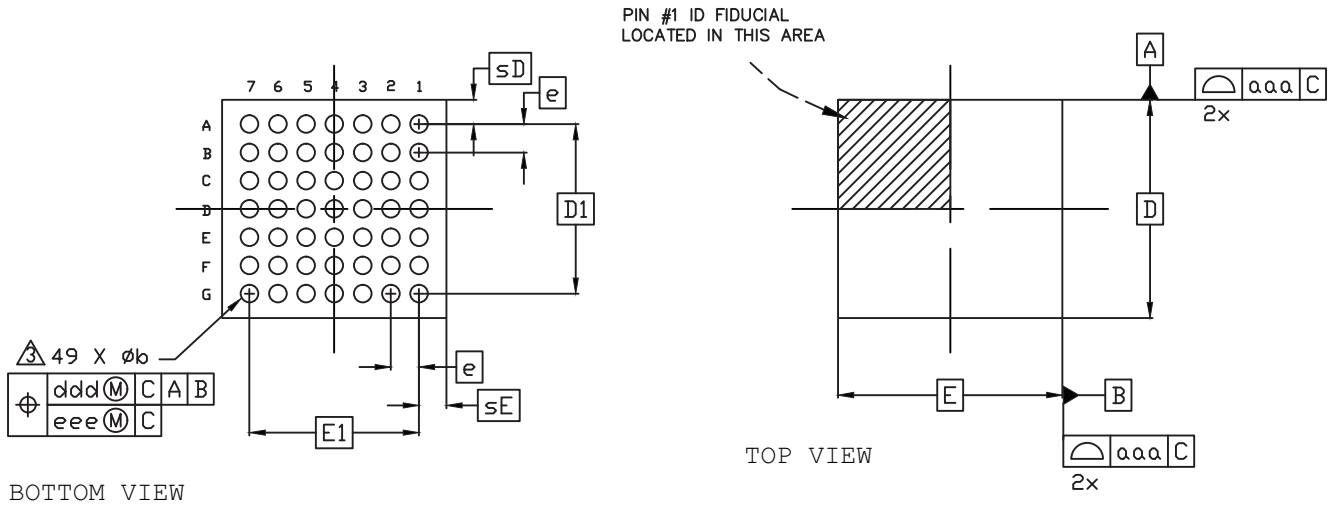 PIN #1 ID FIDUCIAL
LOCATED IN THIS AREA
sD
e
7 6 5 4 3 2 1
A
B
C
D
E
F
G
D1
3 49 X Øb
ddd Ⓜ C A B
eee Ⓜ C
e
sE
E1
BOTTOM VIEW
A
aaa C
2x
D
E
B
aaa C
2x
TOP VIEW